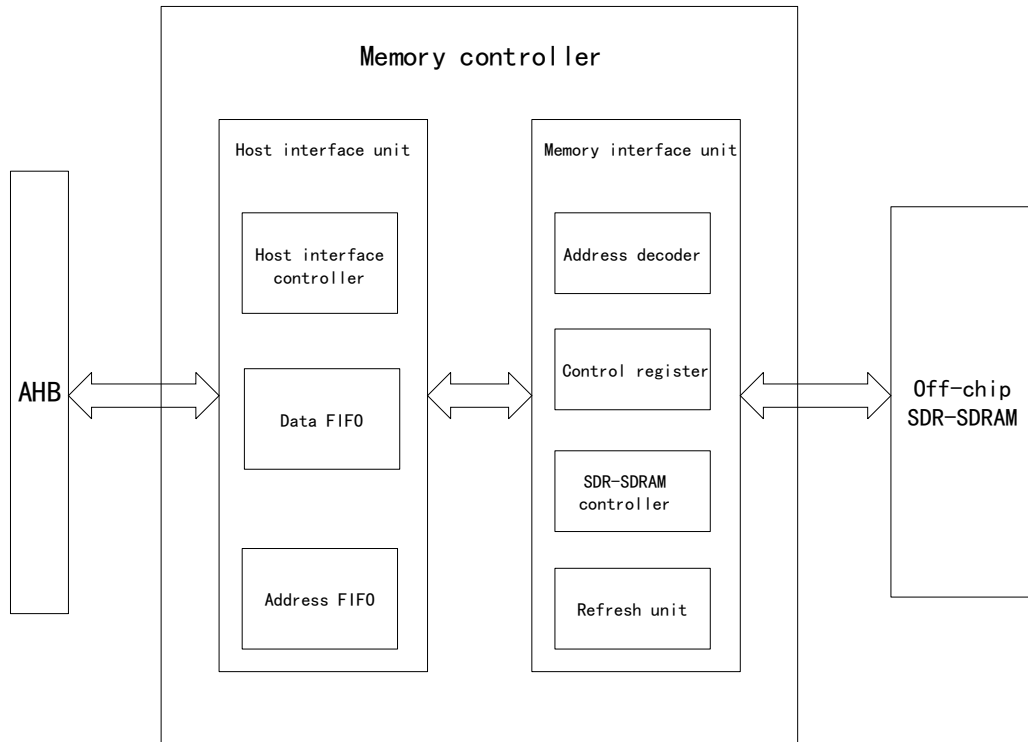 Memory controller
Host interface unit
Host interface
controller
Data FIFO
Address FIFO
Memory interface unit
Address decoder
Control register
SDR-SDRAM
controller
Refresh unit
AHB
Off-chip
SDR-SDRAM